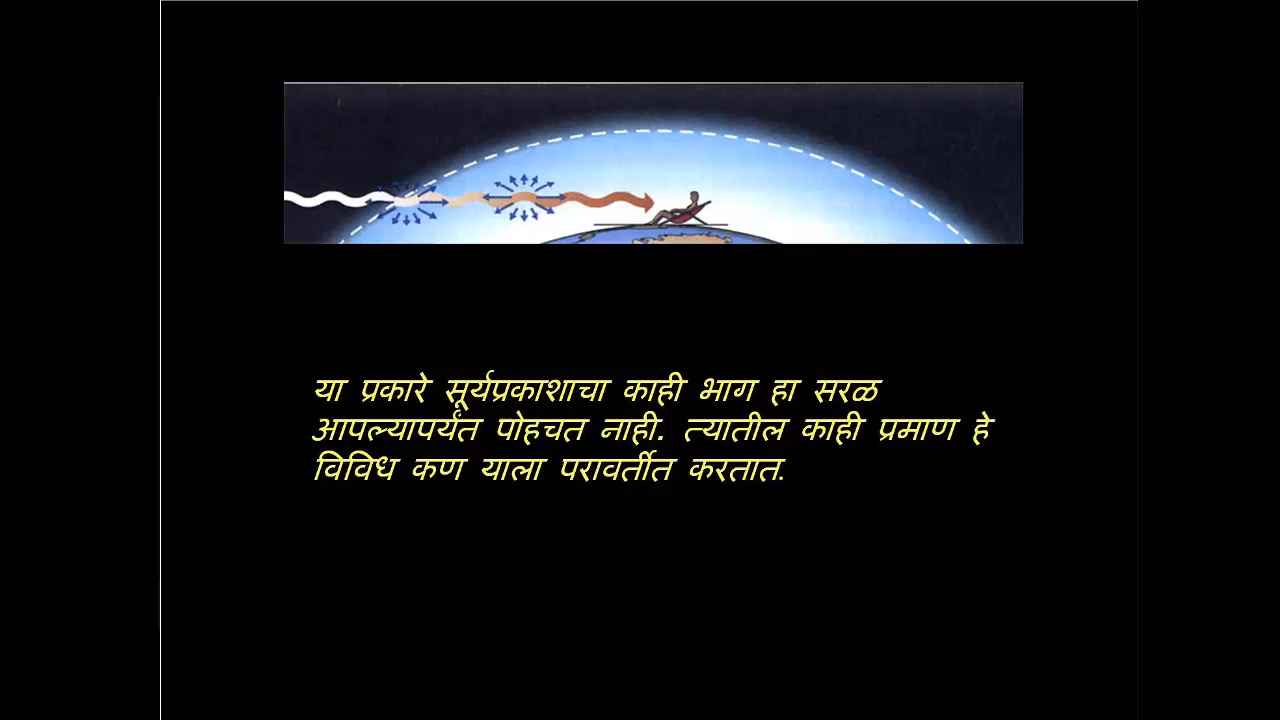 या प्रकारे सूर्यप्रकाशाचा काही भाग हा सरळ
आपल्यापर्यंत पोहचत नाही. त्यातील काही प्रमाण हे
विविध कण याला परावर्तीत करतात.